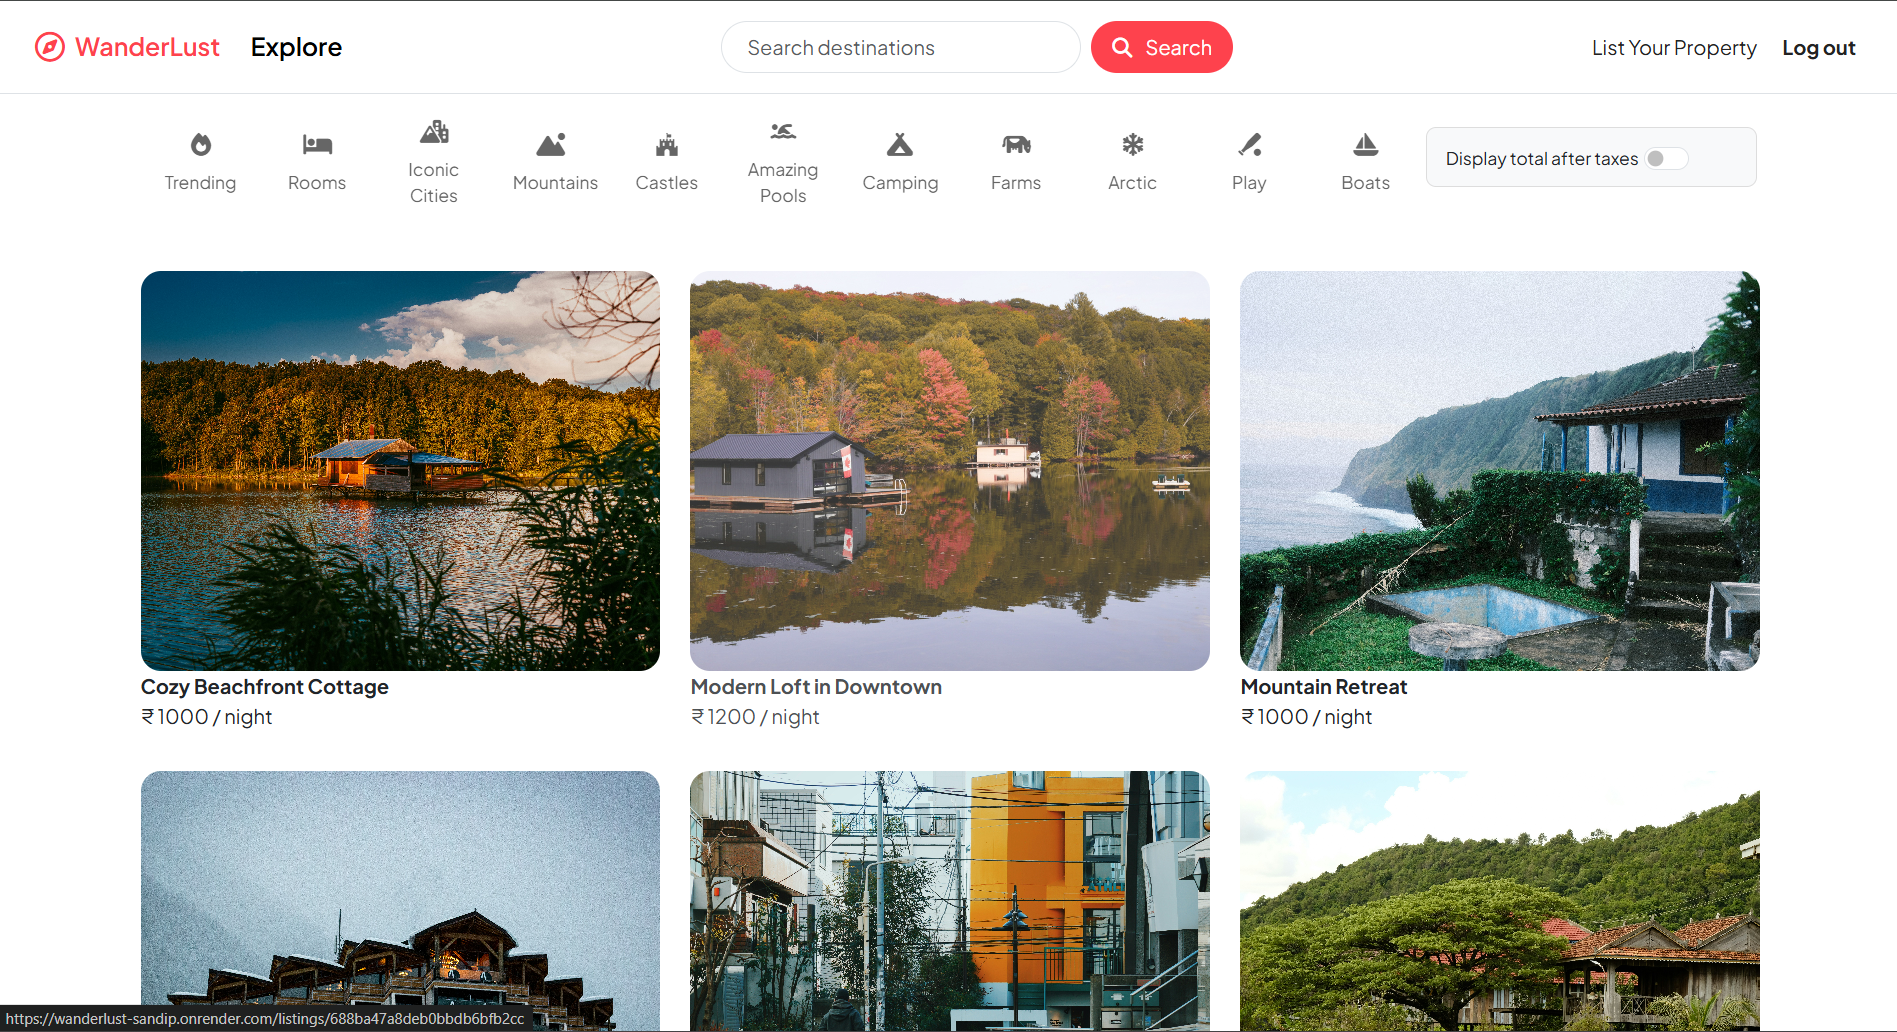 WanderLust
Explore
Search destinations
Search
List Your Property
Log out
Trending
Rooms
Iconic
Cities
Mountains
Castles
Amazing
Pools
Camping
Farms
Arctic
Play
Boats
Display total after taxes
Cozy Beachfront Cottage
₹ 1000 / night
Modern Loft in Downtown
₹ 1200 / night
Mountain Retreat
₹ 1000 / night
https://wanderlust-sandip.onrender.com/listings/688ba47a8deb0bbdb6bfb2cc